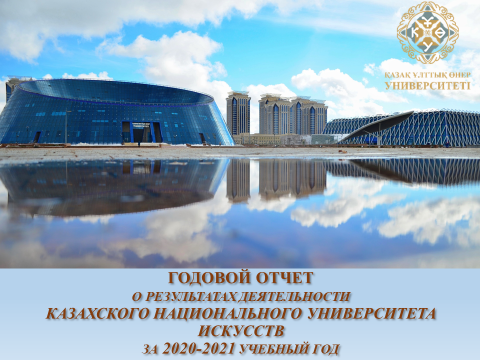 ҚАЗАҚ ҰЛТТЫҚ ӨНЕР
УНИВЕРСИТЕТІ
ГОДОВОЙ ОТЧЕТ
О РЕЗУЛЬТАТАХ ДЕЯТЕЛЬНОСТИ
КАЗАХСКОГО НАЦИОНАЛЬНОГО УНИВЕРСИТЕТА
ИСКУССТВ
ЗА 2020-2021 УЧЕБНЫЙ ГОД